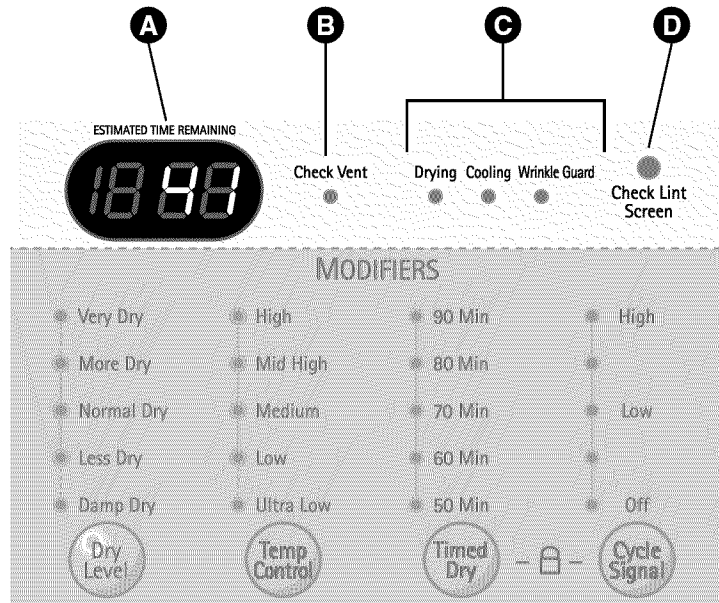 A B C D
ESTIMATED TIME REMAINING
41
Check Vent
Drying Cooling Wrinkle Guard
Check Lint
Screen
MODIFIERS
Very Dry High 90 Min High
More Dry Mid High 80 Min
Normal Dry Medium 70 Min Low
Less Dry Low 60 Min
Damp Dry Ultra Low 50 Min Off
Dry
Level
Temp
Control
Timed
Dry
Cycle
Signal